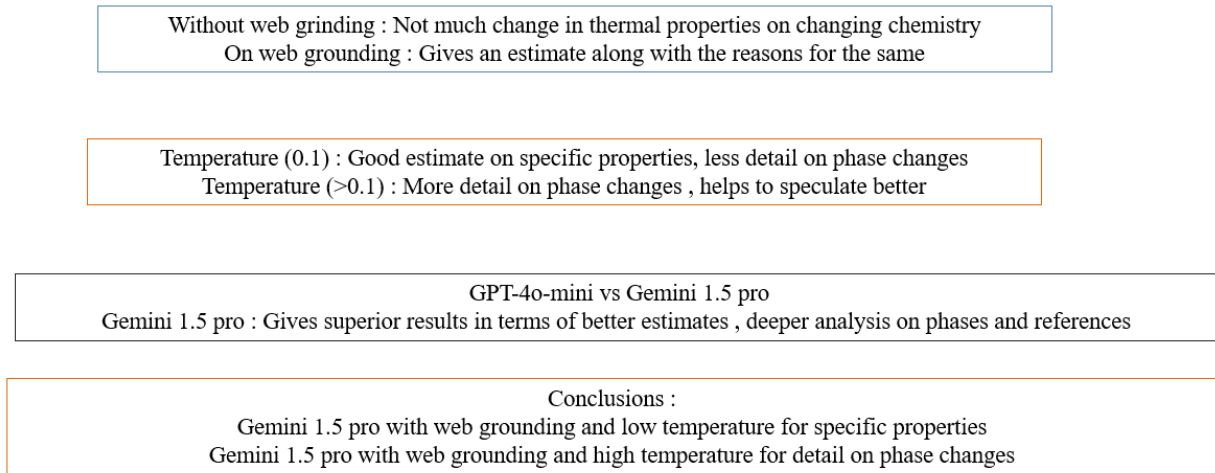 Without web grinding : Not much change in thermal properties on changing chemistry
On web grounding : Gives an estimate along with the reasons for the same
Temperature (0.1) : Good estimate on specific properties, less detail on phase changes
Temperature (>0.1) : More detail on phase changes , helps to speculate better
GPT-4o-mini vs Gemini 1.5 pro
Gemini 1.5 pro : Gives superior results in terms of better estimates , deeper analysis on phases and references
Conclusions :
Gemini 1.5 pro with web grounding and low temperature for specific properties
Gemini 1.5 pro with web grounding and high temperature for detail on phase changes